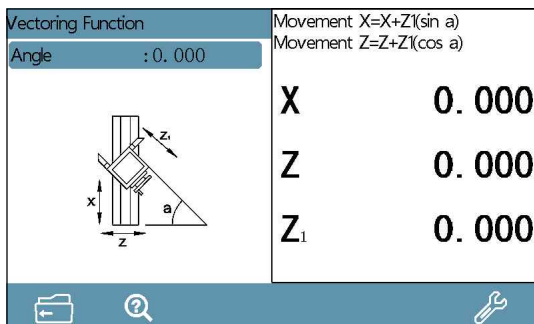 Vectoring Function
Angle :0.000
z₁
x
a
z
Movement X=X+Z1(sin a)
Movement Z=Z+Z1(cos a)
X 0.000
Z 0.000
Z₁ 0.000